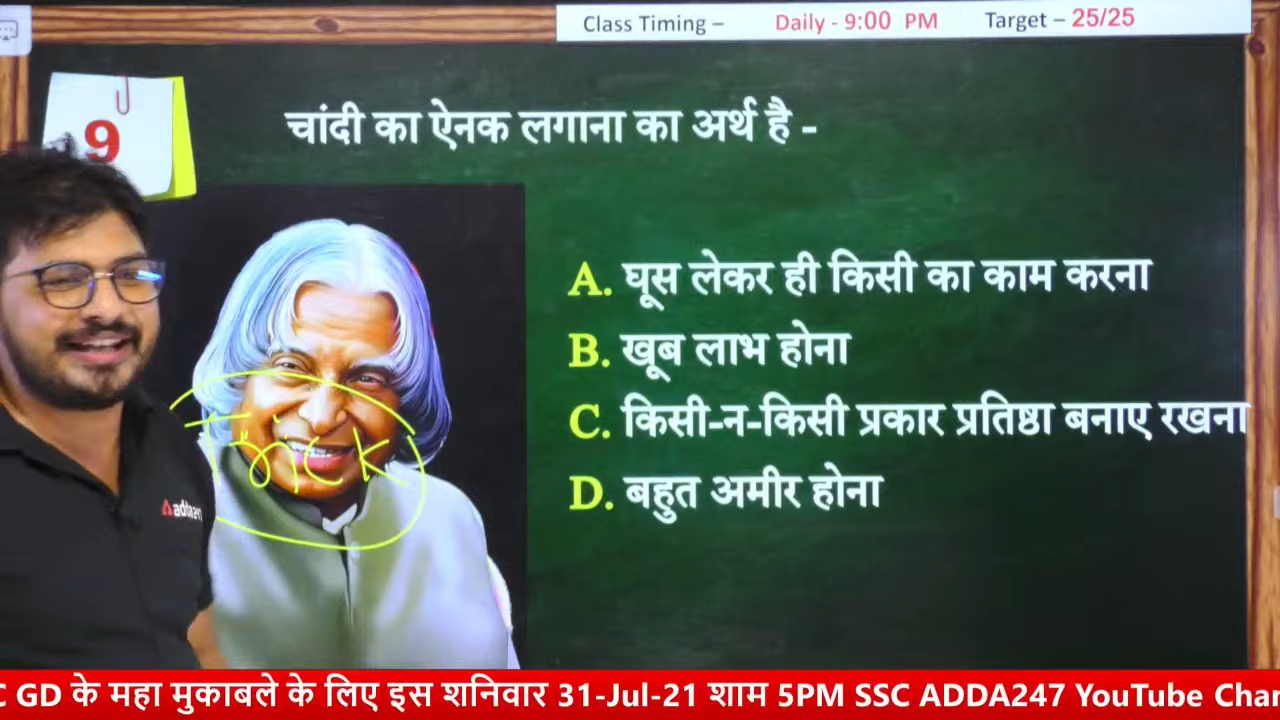 Class Timing – Daily - 9:00 PM Target – 25/25
9
चांदी का ऐनक लगाना का अर्थ है -
A. घूस लेकर ही किसी का काम करना
B. खूब लाभ होना
C. किसी-न-किसी प्रकार प्रतिष्ठा बनाए रखना
D. बहुत अमीर होना
Trick
GD के महा मुकाबले के लिए इस शनिवार 31-Jul-21 शाम 5PM SSC ADDA247 YouTube